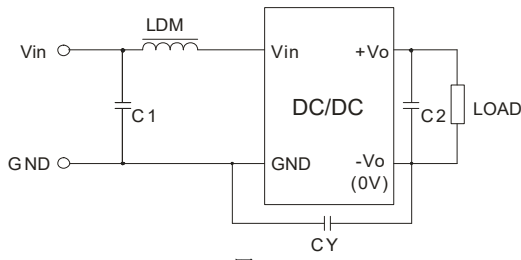 LDM
Vin
Vin
+Vo
C1
DC/DC
C2
LOAD
GND
GND
-Vo
(0V)
CY